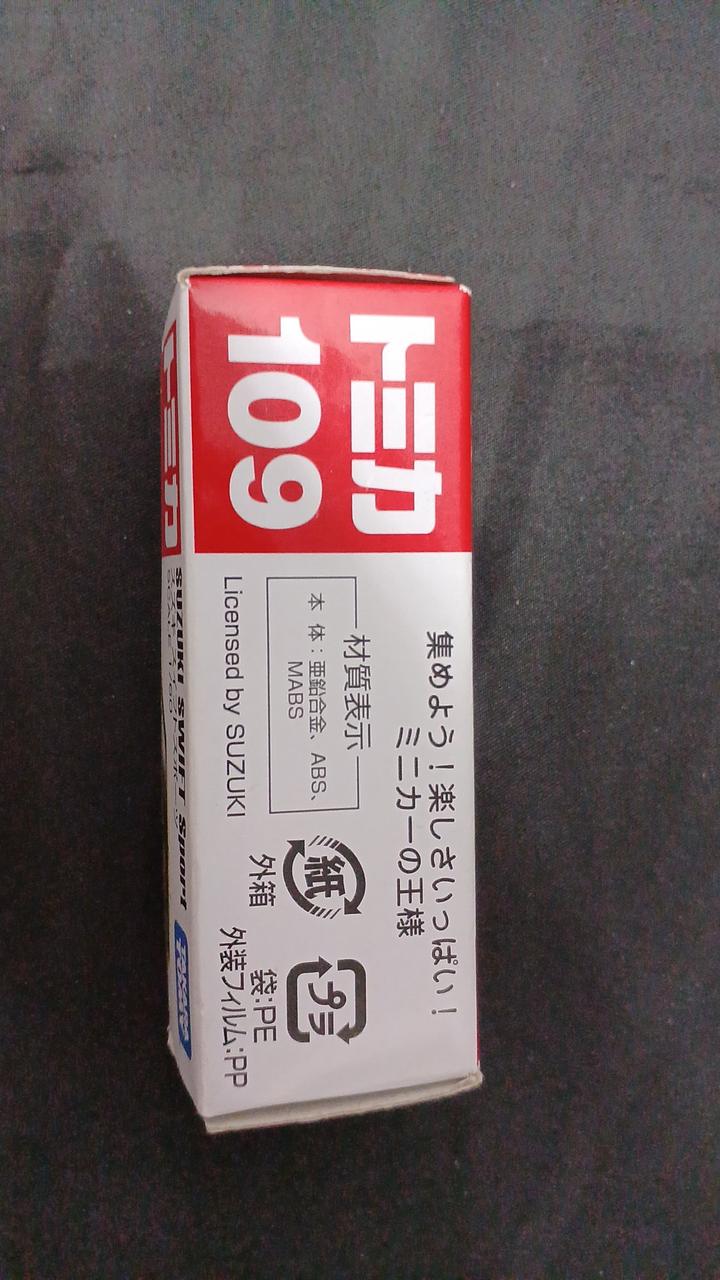 トミカ
109
集めよう！楽しさいっぱい！
ミニカーの王様
材質表示
本 体：亜鉛合金、ABS、
MABS
Licensed by SUZUKI
紙
外箱
プラ
袋:PE
外装フィルム:PP
トミカ
SUZUKI SWIFT Sport